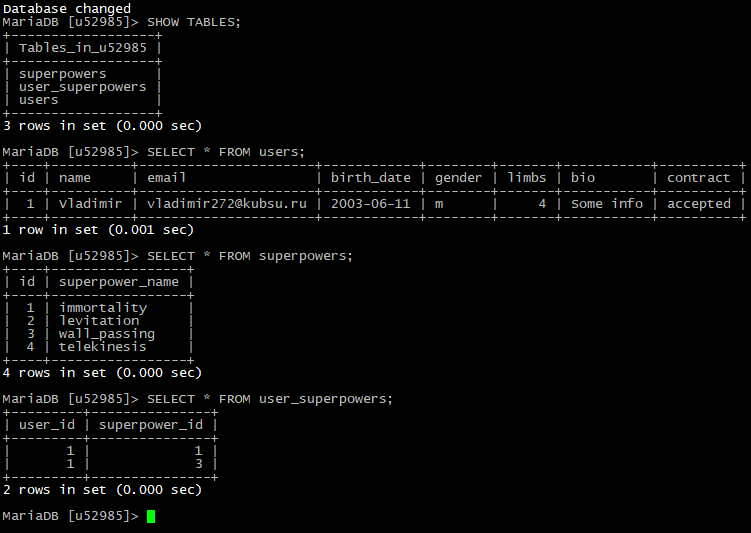 Database changed
MariaDB [u52985]> SHOW TABLES;
+------------------+
| Tables_in_u52985 |
+------------------+
| superpowers      |
| user_superpowers |
| users            |
+------------------+
3 rows in set (0.000 sec)

MariaDB [u52985]> SELECT * FROM users;
+----+----------+-----------------------+------------+--------+-------+-----------+----------+
| id | name     | email                 | birth_date | gender | limbs | bio       | contract |
+----+----------+-----------------------+------------+--------+-------+-----------+----------+
|  1 | Vladimir | vladimir272@kubsu.ru | 2003-06-11 | m      |     4 | Some info | accepted |
+----+----------+-----------------------+------------+--------+-------+-----------+----------+
1 row in set (0.001 sec)

MariaDB [u52985]> SELECT * FROM superpowers;
+----+-----------------+
| id | superpower_name |
+----+-----------------+
|  1 | immortality     |
|  2 | levitation      |
|  3 | wall_passing    |
|  4 | telekinesis     |
+----+-----------------+
4 rows in set (0.000 sec)

MariaDB [u52985]> SELECT * FROM user_superpowers;
+---------+---------------+
| user_id | superpower_id |
+---------+---------------+
|       1 |             1 |
|       1 |             3 |
+---------+---------------+
2 rows in set (0.000 sec)

MariaDB [u52985]>